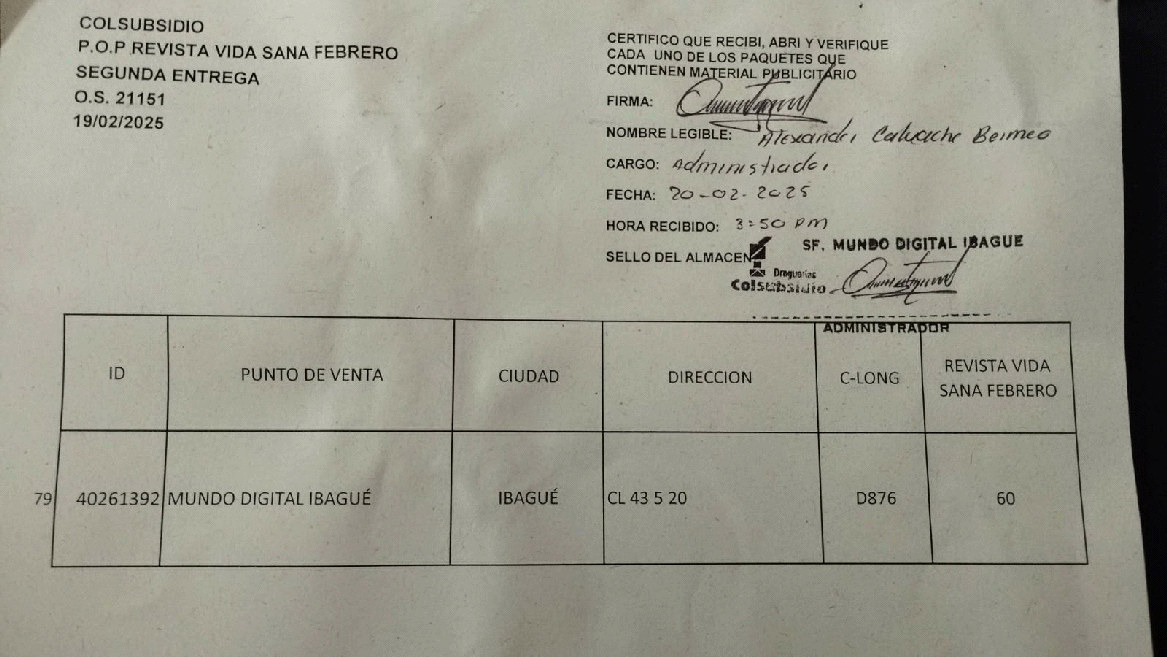 COLSUBSIDIO
P.O.P REVISTA VIDA SANA FEBRERO
SEGUNDA ENTREGA
O.S. 21151
19/02/2025
CERTIFICO QUE RECIBI, ABRI Y VERIFIQUE
CADA UNO DE LOS PAQUETES QUE
CONTIENEN MATERIAL PUBLICITARIO
FIRMA:
NOMBRE LEGIBLE: Alexander Calvache Bermeo
CARGO: Administrador
FECHA: 20-02-2025
HORA RECIBIDO: 3:50 PM
SELLO DEL ALMACEN
SF. MUNDO DIGITAL IBAGUE
Droguerías
Colsubsidio
ADMINISTRADOR
ID PUNTO DE VENTA CIUDAD DIRECCION C-LONG REVISTA VIDA
SANA FEBRERO
79 40261392 MUNDO DIGITAL IBAGUÉ IBAGUÉ CL 43 5 20 D876 60